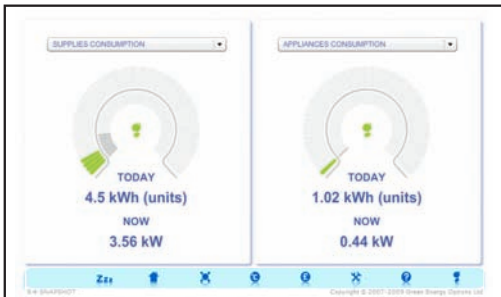 SUPPLIES CONSUMPTION
TODAY
4.5 kWh (units)
NOW
3.56 kW
APPLIANCES CONSUMPTION
TODAY
1.02 kWh (units)
NOW
0.44 kW
Zzz
SNAPSHOT
Copyright © 2007-2009 Green Energy Options Ltd